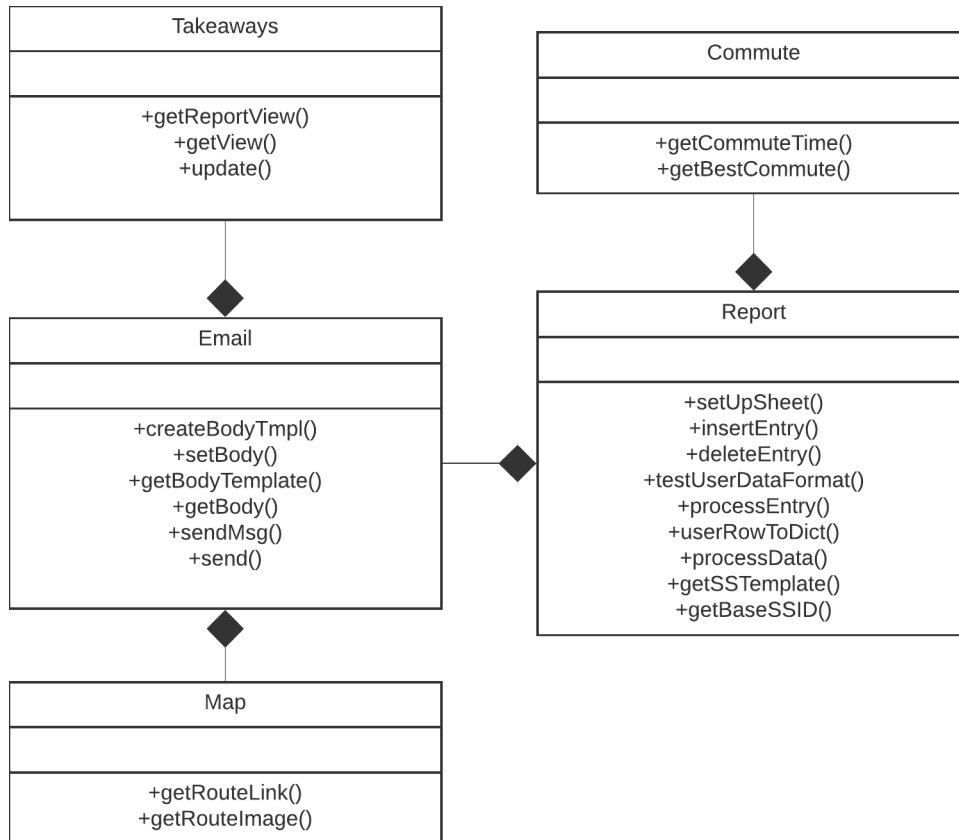 Takeaways
+getReportView()
+getView()
+update()
Commute
+getCommuteTime()
+getBestCommute()
Email
+createBodyTmpl()
+setBody()
+getBodyTemplate()
+getBody()
+sendMsg()
+send()
Report
+setUpSheet()
+insertEntry()
+deleteEntry()
+testUserDataFormat()
+processEntry()
+userRowToDict()
+processData()
+getSSTemplate()
+getBaseSSID()
Map
+getRouteLink()
+getRouteImage()